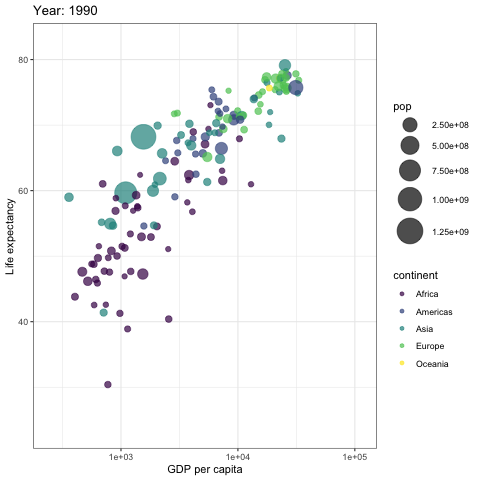 Year: 1990
80
60
40
Life expectancy
1e+03
1e+04
1e+05
GDP per capita
pop
2.50e+08
5.00e+08
7.50e+08
1.00e+09
1.25e+09
continent
Africa
Americas
Asia
Europe
Oceania